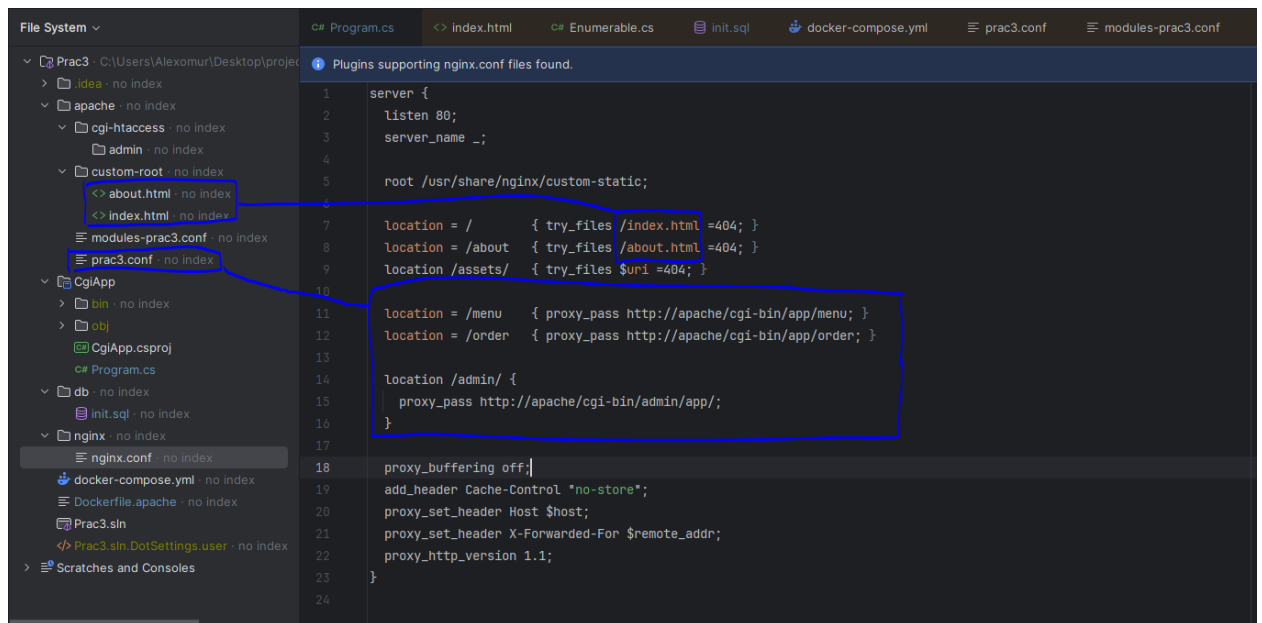 File System
Program.cs
index.html
Enumerable.cs
init.sql
docker-compose.yml
prac3.conf
modules-prac3.conf
Plugins supporting nginx.conf files found.
Prac3 · C:\Users\Alexomur\Desktop\projec
.idea · no index
apache · no index
cgi-htaccess · no index
admin · no index
custom-root · no index
about.html · no index
index.html · no index
modules-prac3.conf · no index
prac3.conf · no index
CgiApp
bin · no index
obj
CgiApp.csproj
Program.cs
db · no index
init.sql · no index
nginx · no index
nginx.conf · no index
docker-compose.yml · no index
Dockerfile.apache · no index
Prac3.sln
Prac3.sln.DotSettings.user · no index
Scratches and Consoles
1 server {
2 listen 80;
3 server_name _;
4
5 root /usr/share/nginx/custom-static;
6
7 location = / { try_files /index.html =404; }
8 location = /about { try_files /about.html =404; }
9 location /assets/ { try_files $uri =404; }
10
11 location = /menu { proxy_pass http://apache/cgi-bin/app/menu; }
12 location = /order { proxy_pass http://apache/cgi-bin/app/order; }
13
14 location /admin/ {
15 proxy_pass http://apache/cgi-bin/admin/app/;
16 }
17
18 proxy_buffering off;
19 add_header Cache-Control "no-store";
20 proxy_set_header Host $host;
21 proxy_set_header X-Forwarded-For $remote_addr;
22 proxy_http_version 1.1;
23 }
24